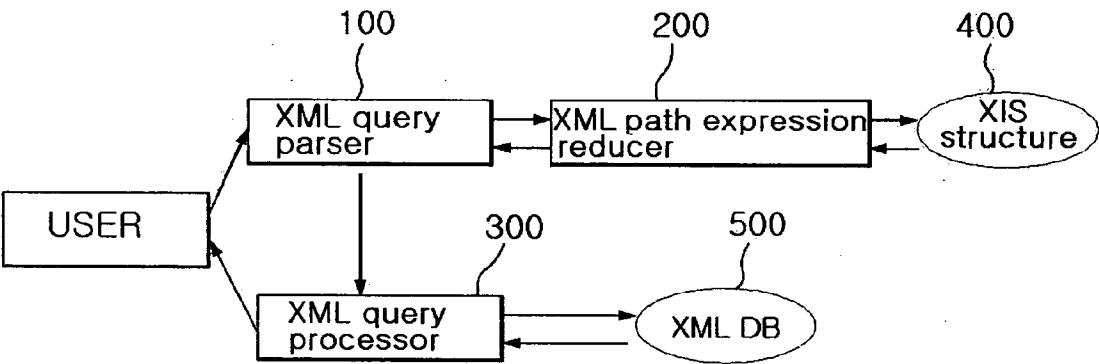 100
200
400
XML query
parser
XML path expression
reducer
XIS
structure
USER
300
500
XML query
processor
XML DB